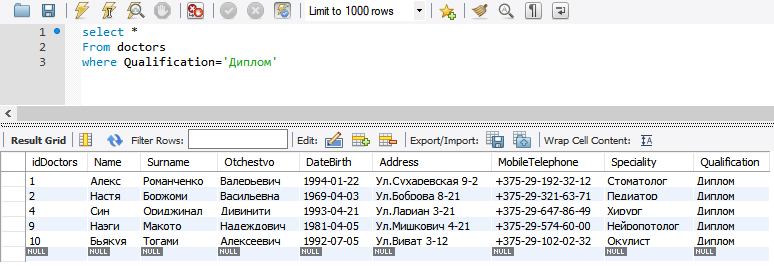 Limit to 1000 rows
1 select *
2 From doctors
3 where Qualification='Диплом'
Result Grid Filter Rows: Edit: Export/Import: Wrap Cell Content:
idDoctors Name Surname Otchestvo DateBirth Address MobileTelephone Speciality Qualification
1 Алекс Романченко Валерьевич 1994-01-22 Ул.Сухаревская 9-2 +375-29-192-32-12 Стоматолог Диплом
2 Настя Боржоми Васильевна 1969-04-03 Ул.Боброва 8-21 +375-29-321-63-71 Педиатор Диплом
4 Син Ориджинал Дивинити 1993-04-21 Ул.Лариан 3-21 +375-29-647-86-49 Хирург Диплом
9 Наэги Макото Надеждович 1981-04-05 Ул.Мишкович 4-21 +375-29-574-60-00 Нейропотолог Диплом
10 Бьякуя Тогами Алексеевич 1992-07-05 Ул.Виват 3-12 +375-29-102-02-32 Окулист Диплом
NULL NULL NULL NULL NULL NULL NULL NULL NULL